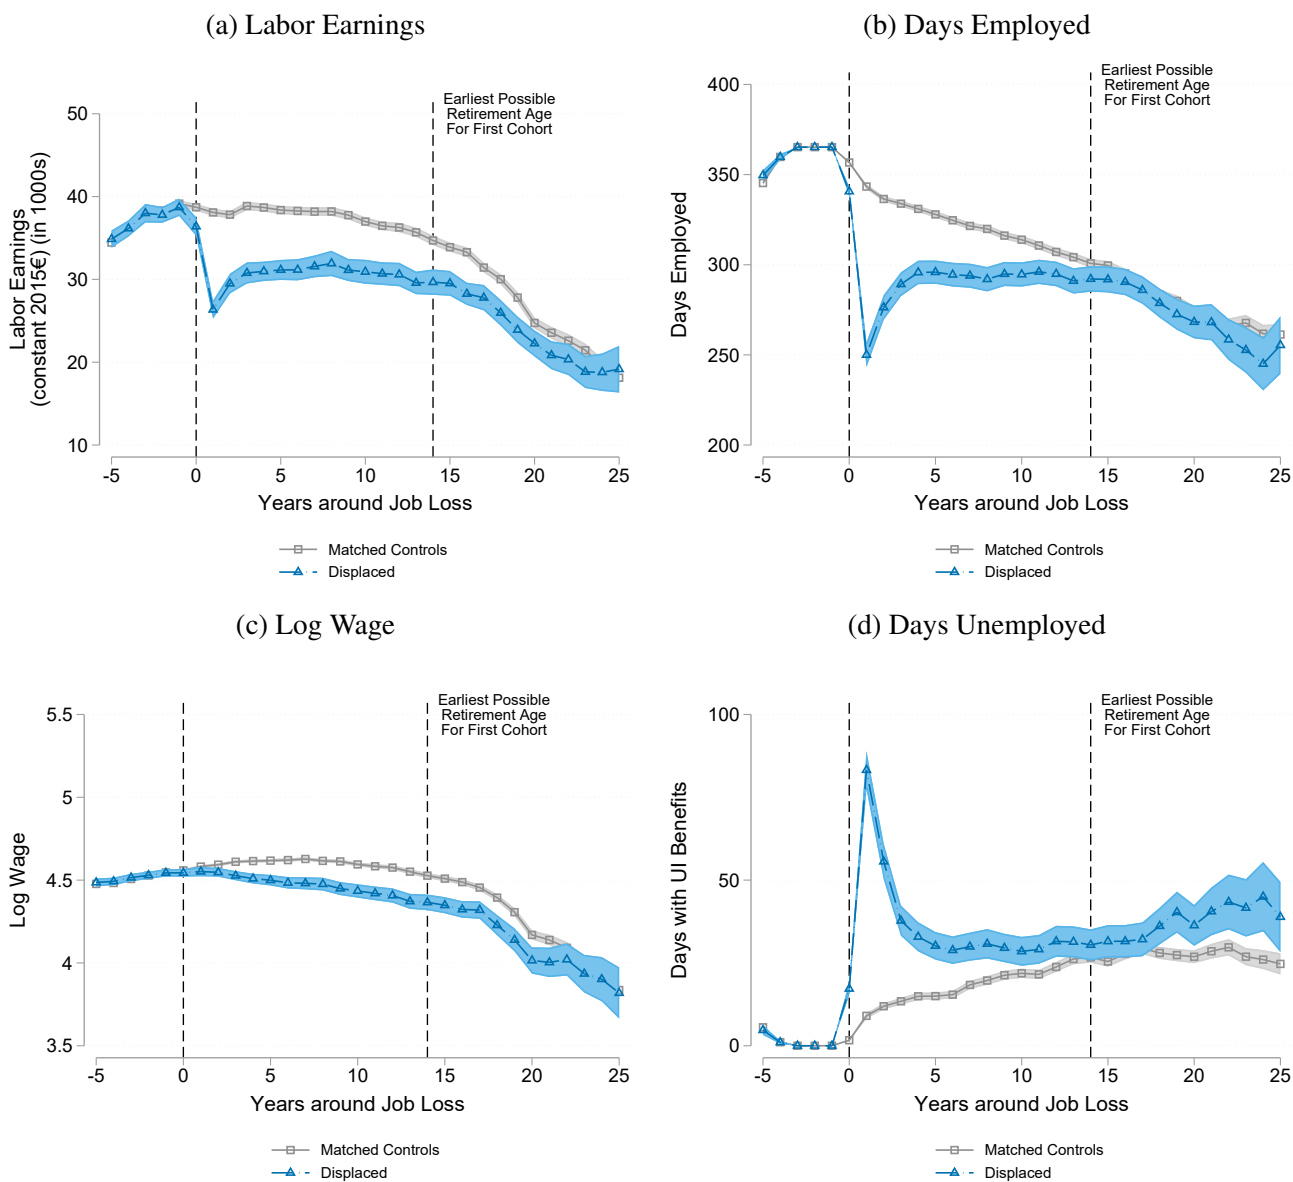 (a) Labor Earnings
Earliest Possible
Retirement Age
For First Cohort
Labor Earnings
(constant 2015€) (in 1000s)
50
40
30
20
10
-5 0 5 10 15 20 25
Years around Job Loss
Matched Controls
Displaced
(b) Days Employed
Earliest Possible
Retirement Age
For First Cohort
Days Employed
400
350
300
250
200
-5 0 5 10 15 20 25
Years around Job Loss
Matched Controls
Displaced
(c) Log Wage
Earliest Possible
Retirement Age
For First Cohort
Log Wage
5.5
5
4.5
4
3.5
-5 0 5 10 15 20 25
Years around Job Loss
Matched Controls
Displaced
(d) Days Unemployed
Earliest Possible
Retirement Age
For First Cohort
Days with UI Benefits
100
50
0
-5 0 5 10 15 20 25
Years around Job Loss
Matched Controls
Displaced